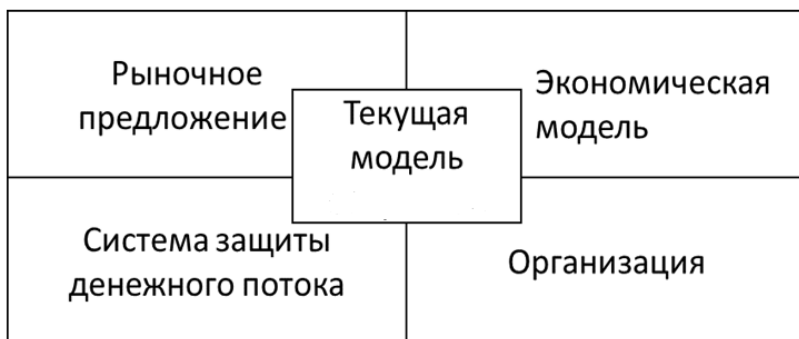 Рыночное
предложение
Экономическая
модель
Текущая
модель
Система защиты
денежного потока
Организация